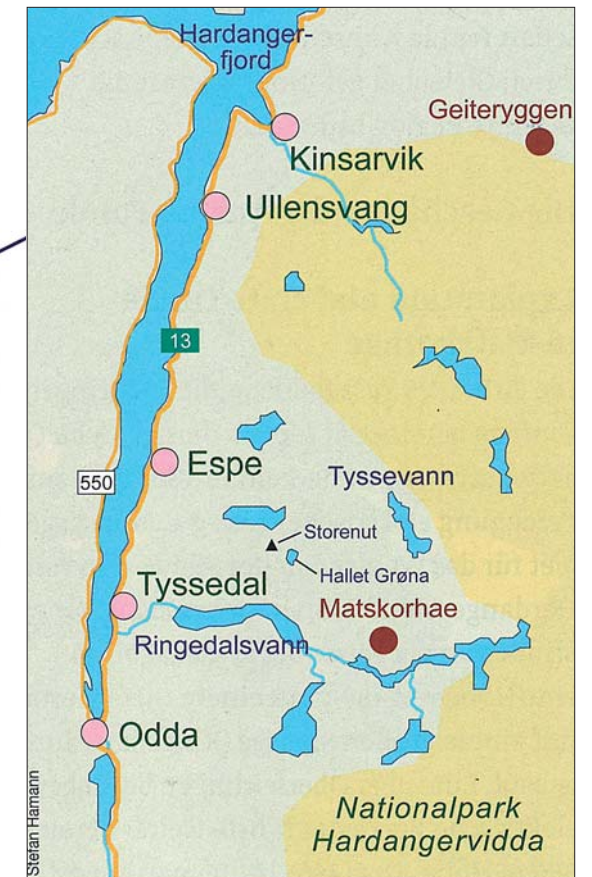 Hardanger-
fjord
Geiteryggen
Kinsarvik
Ullensvang
13
Espe
550
Tyssevann
Storenut
Hallet Grøna
Tyssedal
Matskorhae
Ringedalsvann
Odda
Nationalpark
Hardangervidda
Stefan Hamann